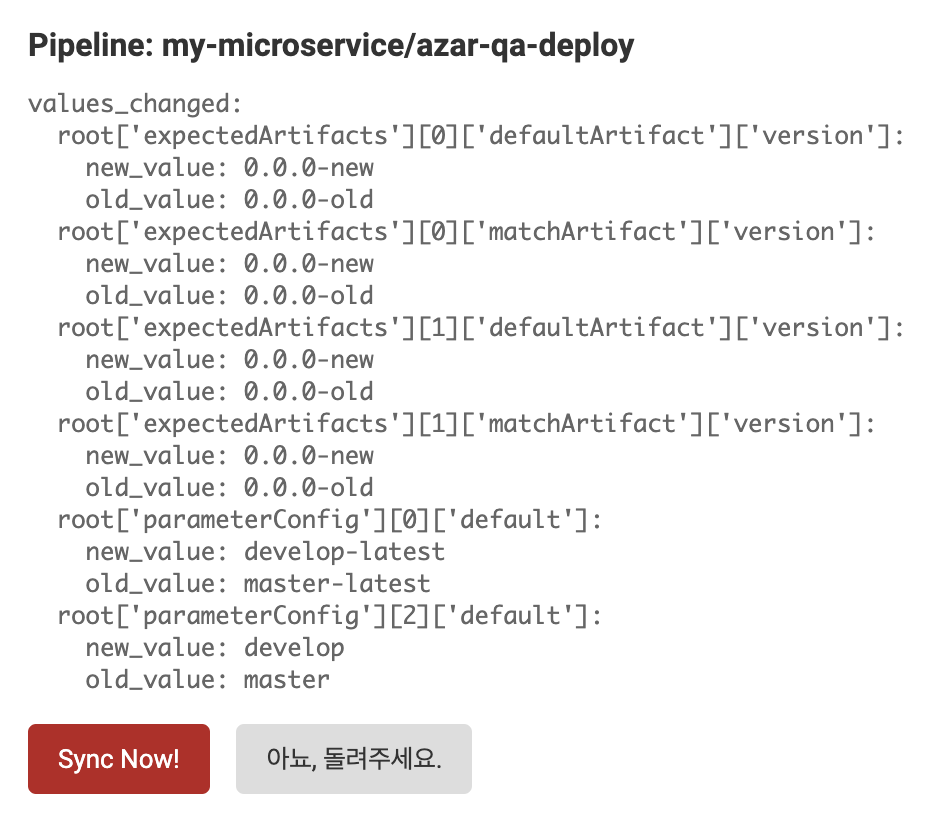 Pipeline: my-microservice/azar-qa-deploy
values_changed:
  root['expectedArtifacts'][0]['defaultArtifact']['version']:
    new_value: 0.0.0-new
    old_value: 0.0.0-old
  root['expectedArtifacts'][0]['matchArtifact']['version']:
    new_value: 0.0.0-new
    old_value: 0.0.0-old
  root['expectedArtifacts'][1]['defaultArtifact']['version']:
    new_value: 0.0.0-new
    old_value: 0.0.0-old
  root['expectedArtifacts'][1]['matchArtifact']['version']:
    new_value: 0.0.0-new
    old_value: 0.0.0-old
  root['parameterConfig'][0]['default']:
    new_value: develop-latest
    old_value: master-latest
  root['parameterConfig'][2]['default']:
    new_value: develop
    old_value: master
Sync Now!
아뇨, 돌려주세요.